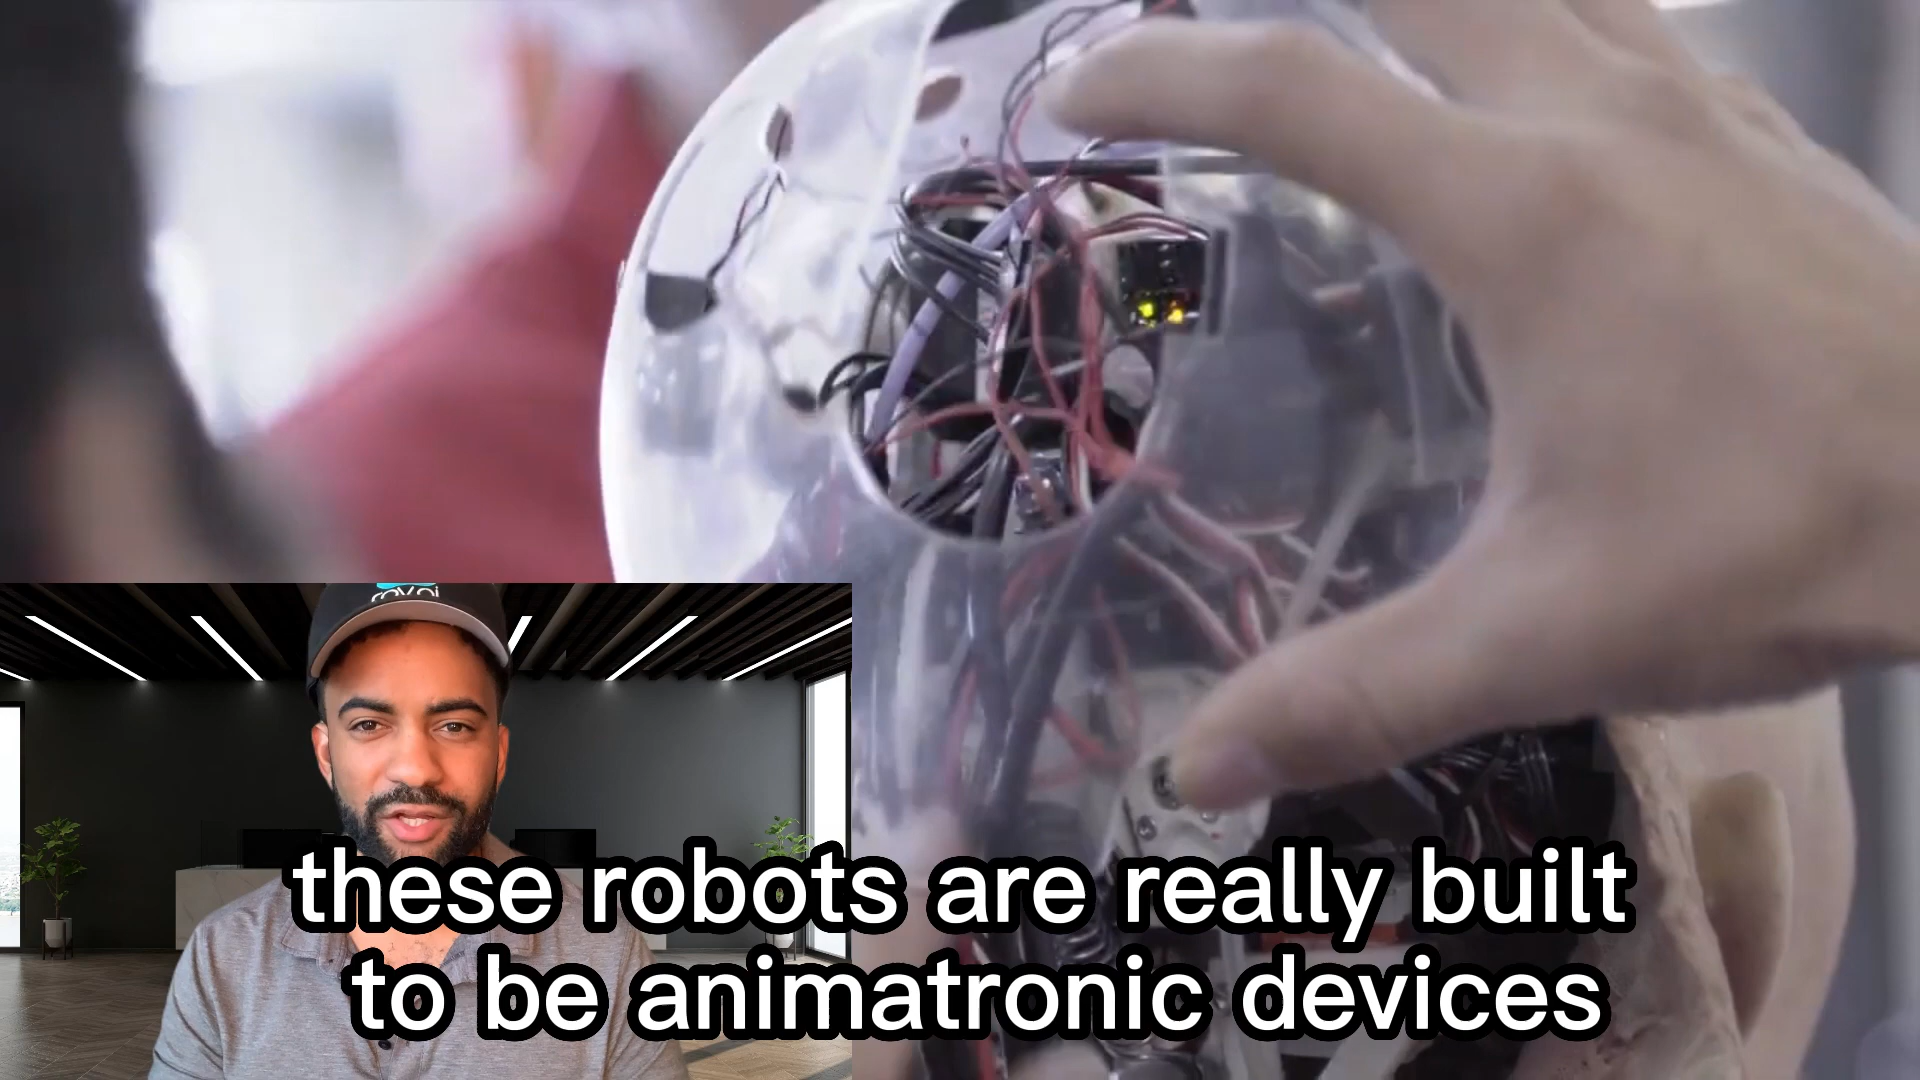 these robots are really built
to be animatronic devices